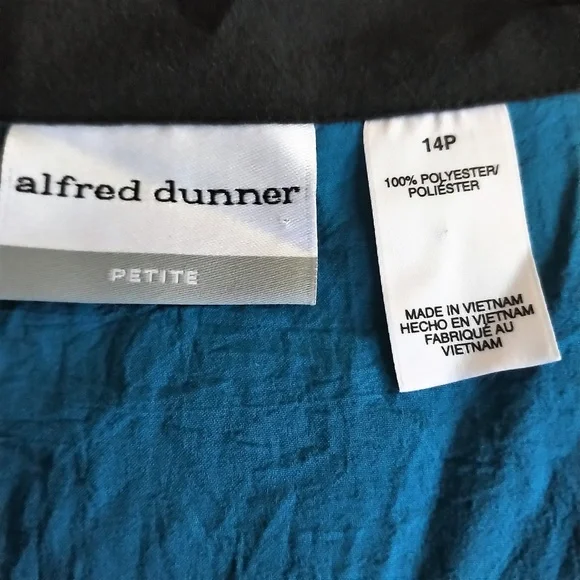 alfred dunner
PETITE
14P
100% POLYESTER/
POLIÉSTER
MADE IN VIETNAM
HECHO EN VIETNAM
FABRIQUÉ AU
VIETNAM